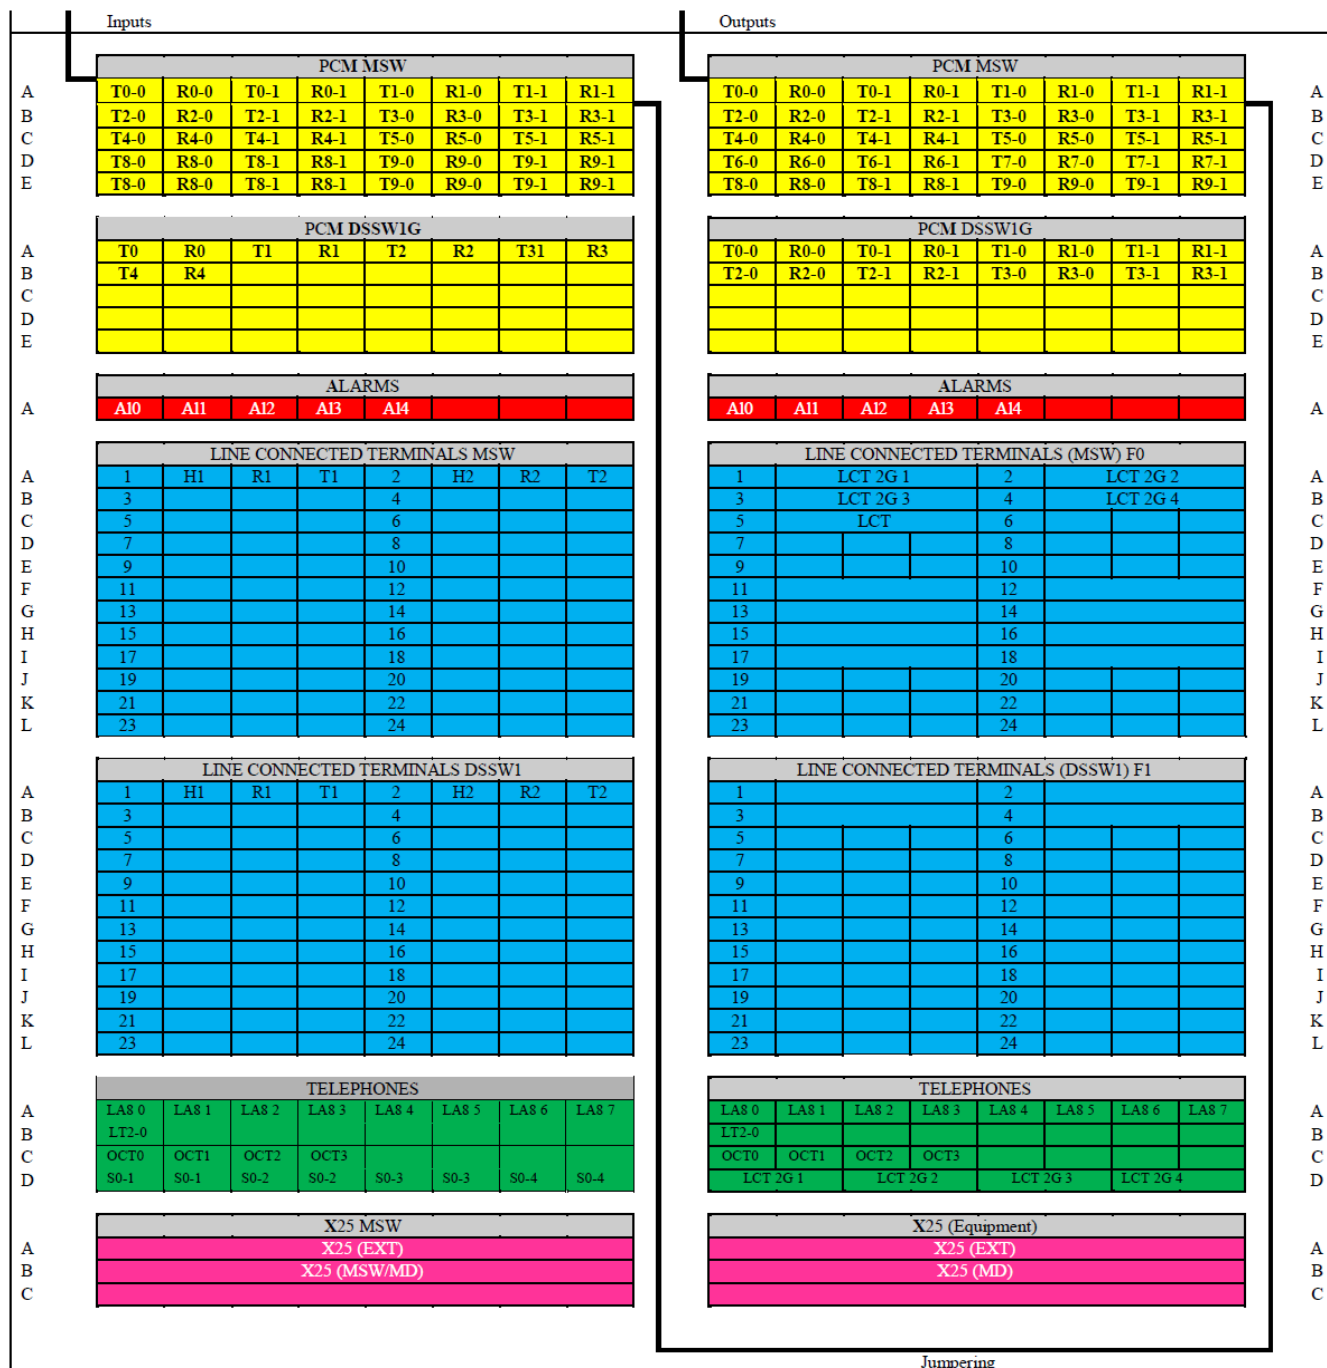 Inputs Outputs
PCM MSW PCM MSW
A T0-0 R0-0 T0-1 R0-1 T1-0 R1-0 T1-1 R1-1 T0-0 R0-0 T0-1 R0-1 T1-0 R1-0 T1-1 R1-1 A
B T2-0 R2-0 T2-1 R2-1 T3-0 R3-0 T3-1 R3-1 T2-0 R2-0 T2-1 R2-1 T3-0 R3-0 T3-1 R3-1 B
C T4-0 R4-0 T4-1 R4-1 T5-0 R5-0 T5-1 R5-1 T4-0 R4-0 T4-1 R4-1 T5-0 R5-0 T5-1 R5-1 C
D T8-0 R8-0 T8-1 R8-1 T9-0 R9-0 T9-1 R9-1 T6-0 R6-0 T6-1 R6-1 T7-0 R7-0 T7-1 R7-1 D
E T8-0 R8-0 T8-1 R8-1 T9-0 R9-0 T9-1 R9-1 T8-0 R8-0 T8-1 R8-1 T9-0 R9-0 T9-1 R9-1 E
PCM DSSW1G PCM DSSW1G
A T0 R0 T1 R1 T2 R2 T31 R3 T0-0 R0-0 T0-1 R0-1 T1-0 R1-0 T1-1 R1-1 A
B T4 R4 T2-0 R2-0 T2-1 R2-1 T3-0 R3-0 T3-1 R3-1 B
C C
D D
E E
ALARMS ALARMS
A Al0 Al1 Al2 Al3 Al4 Al0 Al1 Al2 Al3 Al4 A
LINE CONNECTED TERMINALS MSW LINE CONNECTED TERMINALS (MSW) F0
A 1 H1 R1 T1 2 H2 R2 T2 1 LCT 2G 1 2 LCT 2G 2 A
B 3 4 3 LCT 2G 3 4 LCT 2G 4 B
C 5 6 5 LCT 6 C
D 7 8 7 8 D
E 9 10 9 10 E
F 11 12 11 12 F
G 13 14 13 14 G
H 15 16 15 16 H
I 17 18 17 18 I
J 19 20 19 20 J
K 21 22 21 22 K
L 23 24 23 24 L
LINE CONNECTED TERMINALS DSSW1 LINE CONNECTED TERMINALS (DSSW1) F1
A 1 H1 R1 T1 2 H2 R2 T2 1 2 A
B 3 4 3 4 B
C 5 6 5 6 C
D 7 8 7 8 D
E 9 10 9 10 E
F 11 12 11 12 F
G 13 14 13 14 G
H 15 16 15 16 H
I 17 18 17 18 I
J 19 20 19 20 J
K 21 22 21 22 K
L 23 24 23 24 L
TELEPHONES TELEPHONES
A LA8 0 LA8 1 LA8 2 LA8 3 LA8 4 LA8 5 LA8 6 LA8 7 LA8 0 LA8 1 LA8 2 LA8 3 LA8 4 LA8 5 LA8 6 LA8 7 A
B LT2-0 LT2-0 B
C OCT0 OCT1 OCT2 OCT3 OCT0 OCT1 OCT2 OCT3 C
D S0-1 S0-1 S0-2 S0-2 S0-3 S0-3 S0-4 S0-4 LCT 2G 1 LCT 2G 2 LCT 2G 3 LCT 2G 4 D
X25 MSW X25 (Equipment)
A X25 (EXT) X25 (EXT) A
B X25 (MSW/MD) X25 (MD) B
C C
Jumpering